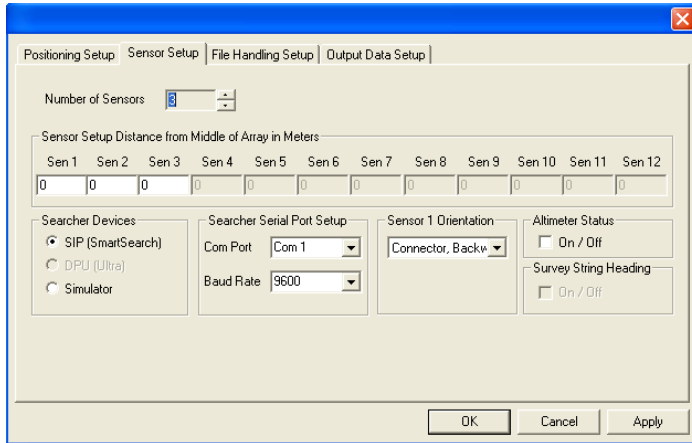 Positioning Setup Sensor Setup File Handling Setup Output Data Setup
Number of Sensors 3
Sensor Setup Distance from Middle of Array in Meters
Sen 1 Sen 2 Sen 3 Sen 4 Sen 5 Sen 6 Sen 7 Sen 8 Sen 9 Sen 10 Sen 11 Sen 12
0 0 0 0 0 0 0 0 0 0 0 0
Searcher Devices
SIP (SmartSearch)
DPU (Ultra)
Simulator
Searcher Serial Port Setup
Com Port Com 1
Baud Rate 9600
Sensor 1 Orientation
Connector, Backw
Altimeter Status
On / Off
Survey String Heading
On / Off
OK Cancel Apply